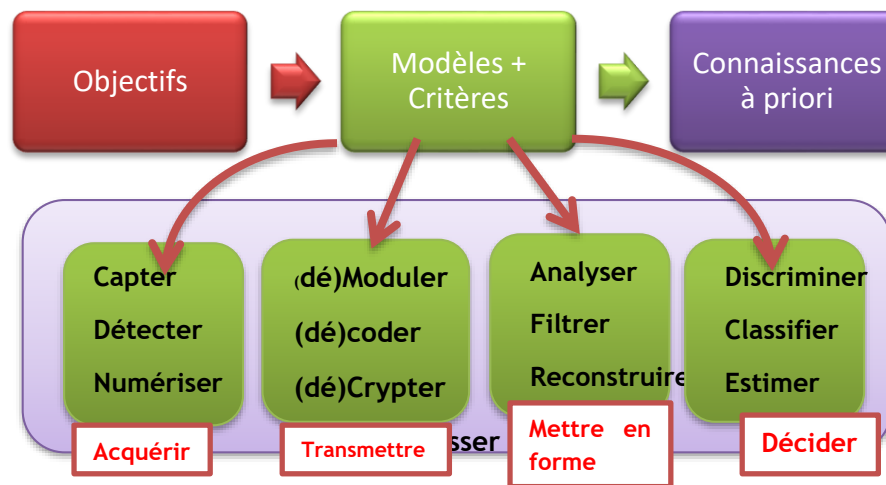 Objectifs
Modèles +
Critères
Connaissances
à priori
Capter
Détecter
Numériser
(dé)Moduler
(dé)coder
(dé)Crypter
Analyser
Filtrer
Reconstruire
Discriminer
Classifier
Estimer
Acquérir
Transmettre
Mettre en
forme
Décider